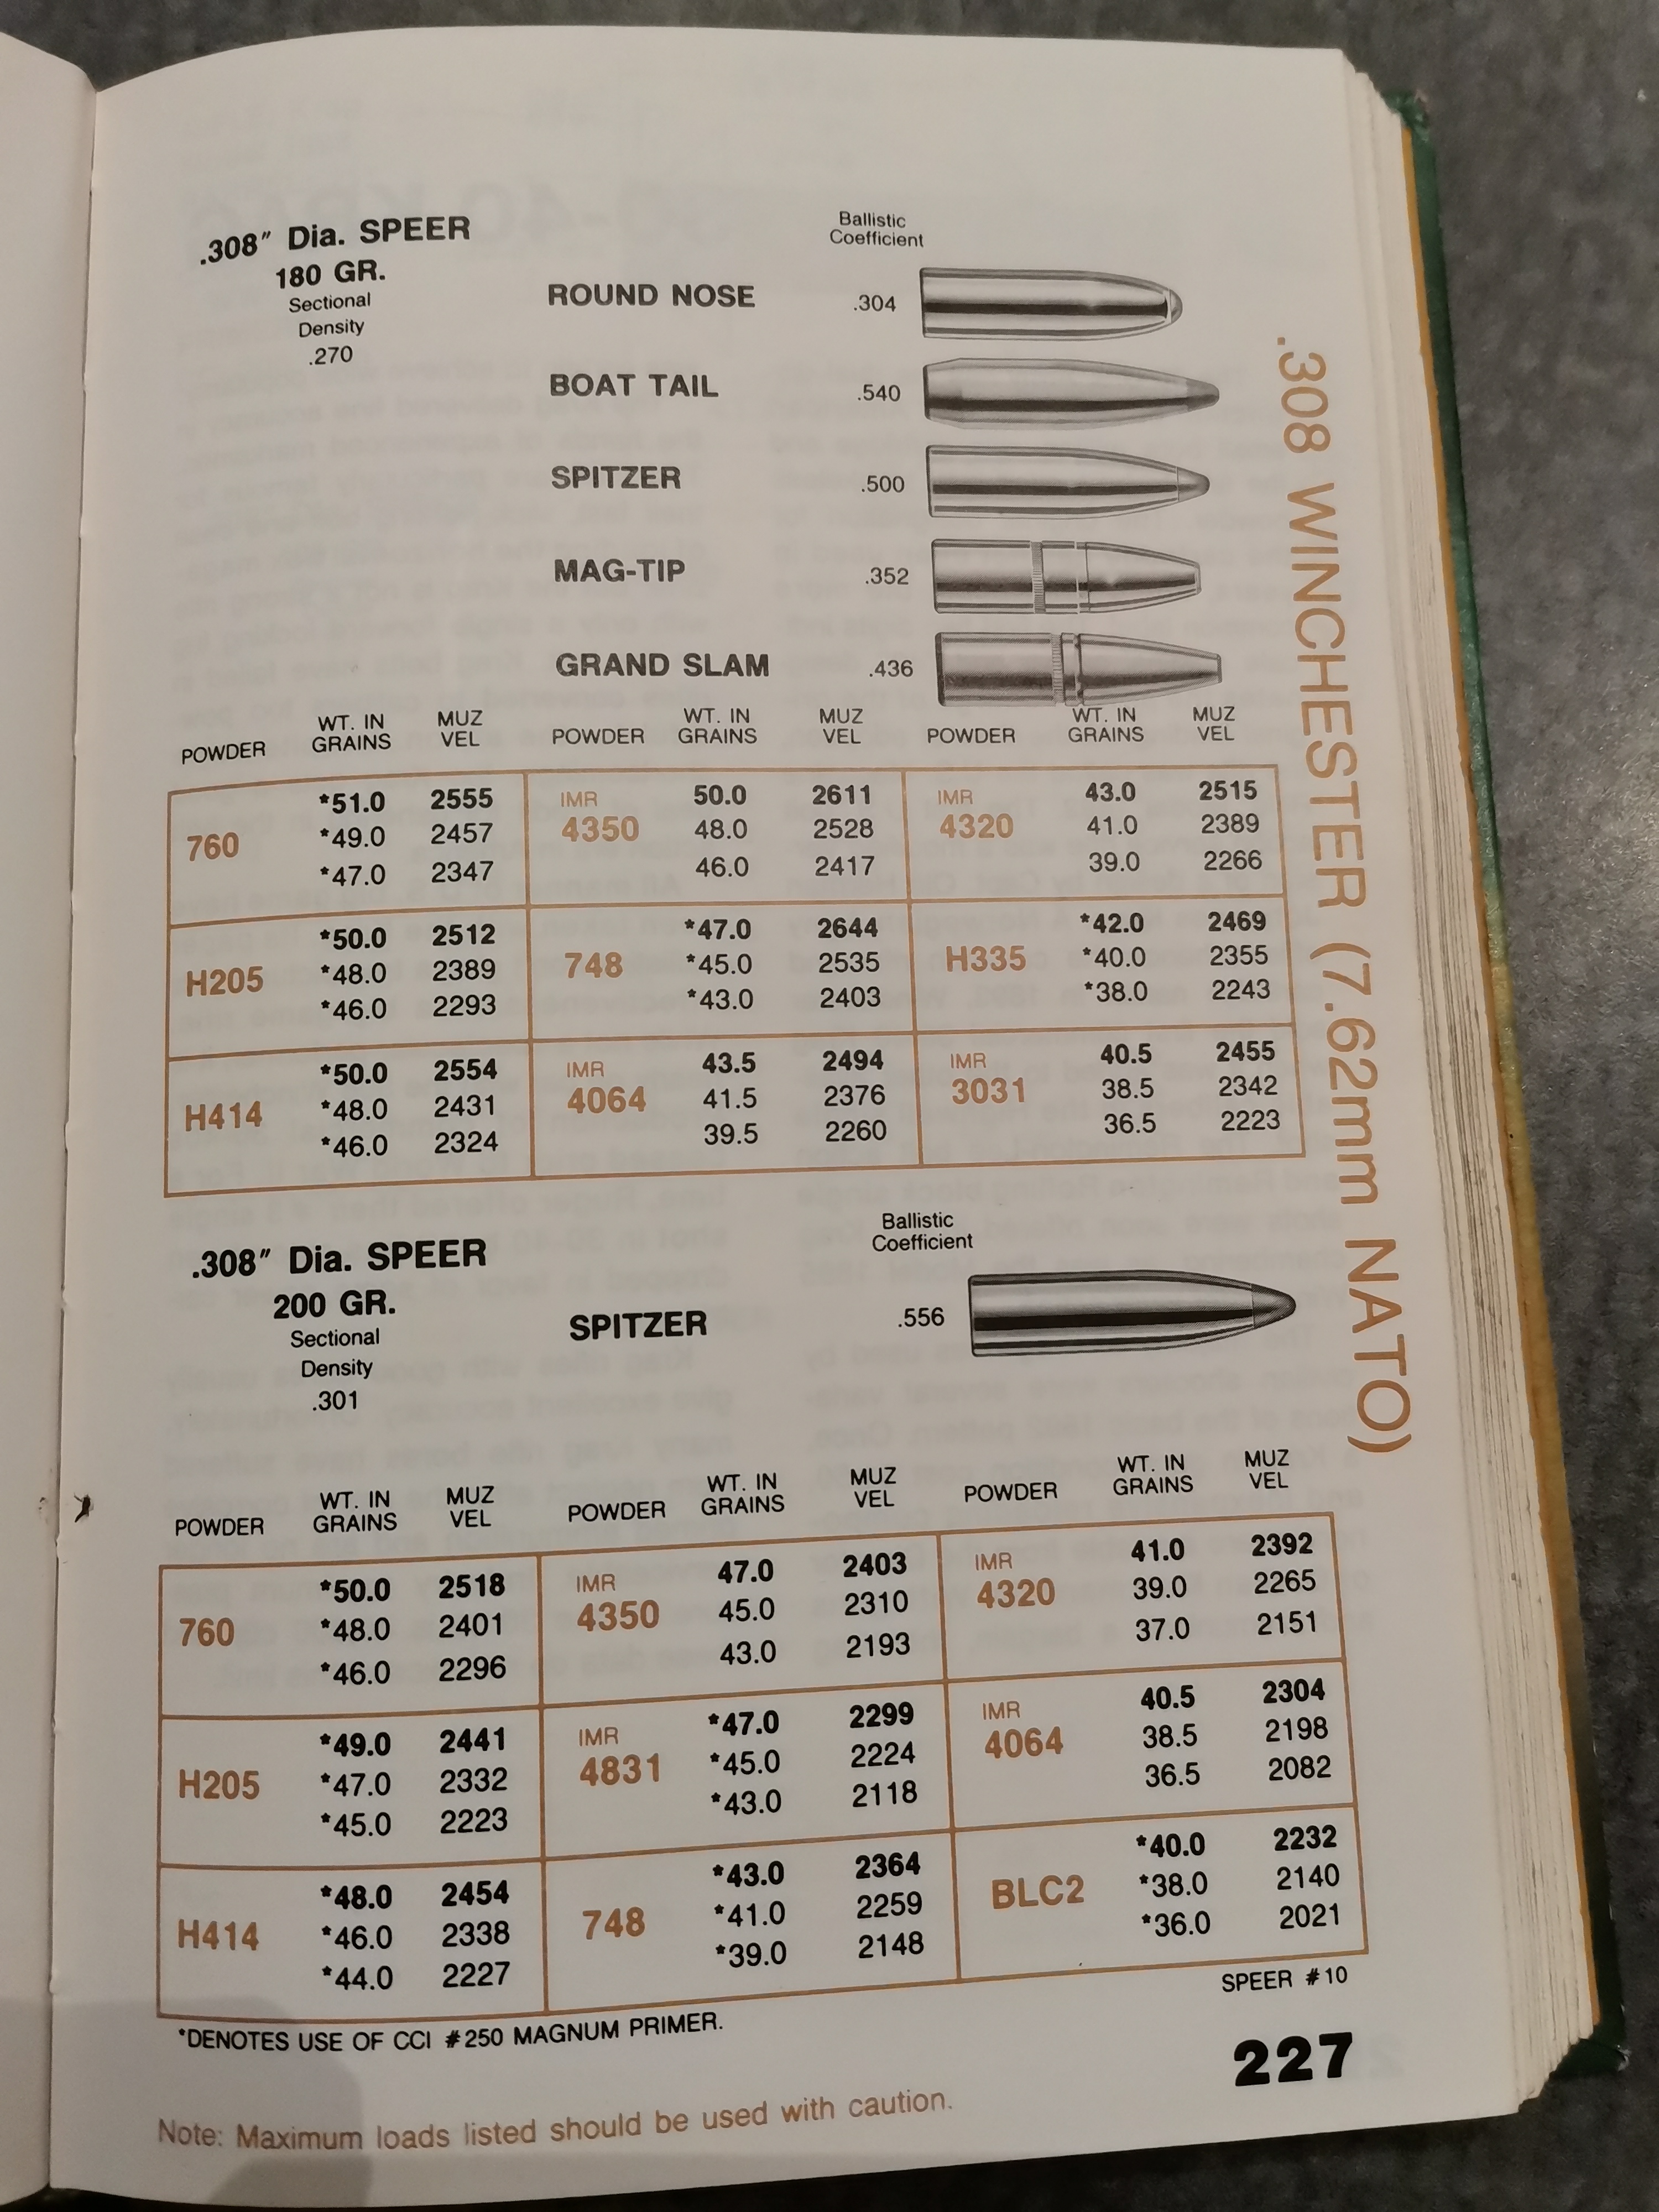 .308" Dia. SPEER
180 GR.
Sectional
Density
.270
Ballistic
Coefficient
ROUND NOSE .304
BOAT TAIL .540
SPITZER .500
MAG-TIP .352
GRAND SLAM .436
POWDER WT. IN GRAINS MUZ VEL POWDER WT. IN GRAINS MUZ VEL POWDER WT. IN GRAINS MUZ VEL
760
*51.0 2555
*49.0 2457
*47.0 2347
IMR
4350
50.0 2611
48.0 2528
46.0 2417
IMR
4320
43.0 2515
41.0 2389
39.0 2266
H205
*50.0 2512
*48.0 2389
*46.0 2293
748
*47.0 2644
*45.0 2535
*43.0 2403
H335
*42.0 2469
*40.0 2355
*38.0 2243
H414
*50.0 2554
*48.0 2431
*46.0 2324
IMR
4064
43.5 2494
41.5 2376
39.5 2260
IMR
3031
40.5 2455
38.5 2342
36.5 2223
.308" Dia. SPEER
200 GR.
Sectional
Density
.301
Ballistic
Coefficient
SPITZER .556
POWDER WT. IN GRAINS MUZ VEL POWDER WT. IN GRAINS MUZ VEL POWDER WT. IN GRAINS MUZ VEL
760
*50.0 2518
*48.0 2401
*46.0 2296
IMR
4350
47.0 2403
45.0 2310
43.0 2193
IMR
4320
41.0 2392
39.0 2265
37.0 2151
H205
*49.0 2441
*47.0 2332
*45.0 2223
IMR
4831
*47.0 2299
*45.0 2224
*43.0 2118
IMR
4064
40.5 2304
38.5 2198
36.5 2082
H414
*48.0 2454
*46.0 2338
*44.0 2227
748
*43.0 2364
*41.0 2259
*39.0 2148
BLC2
*40.0 2232
*38.0 2140
*36.0 2021
SPEER #10
*DENOTES USE OF CCI #250 MAGNUM PRIMER.
227
Note: Maximum loads listed should be used with caution.
.308 WINCHESTER (7.62mm NATO)